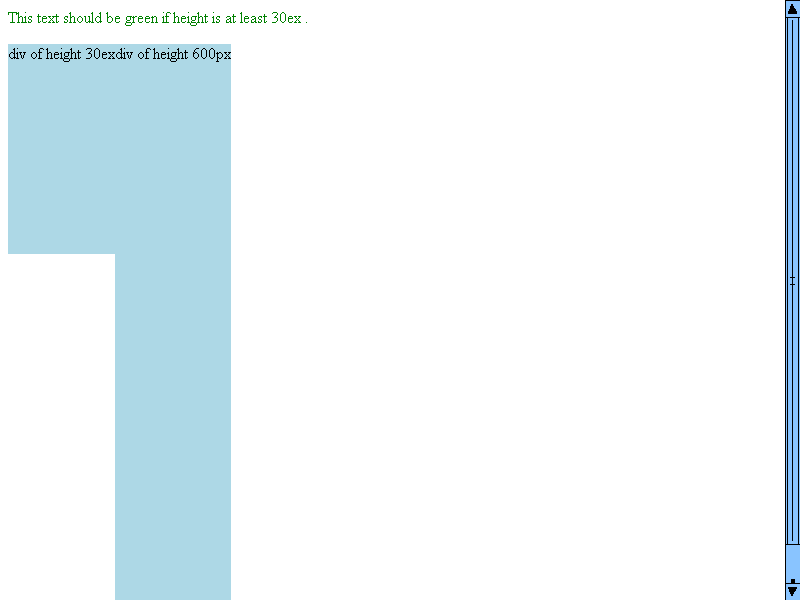 This text should be green if height is at least 30ex .
div of height 30exdiv of height 600px